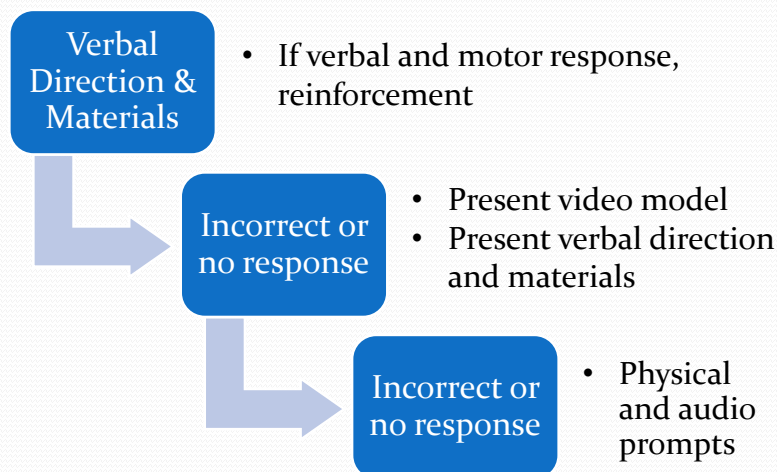 Verbal
Direction &
Materials
• If verbal and motor response,
reinforcement
Incorrect or
no response
• Present video model
• Present verbal direction
and materials
Incorrect or
no response
• Physical
and audio
prompts